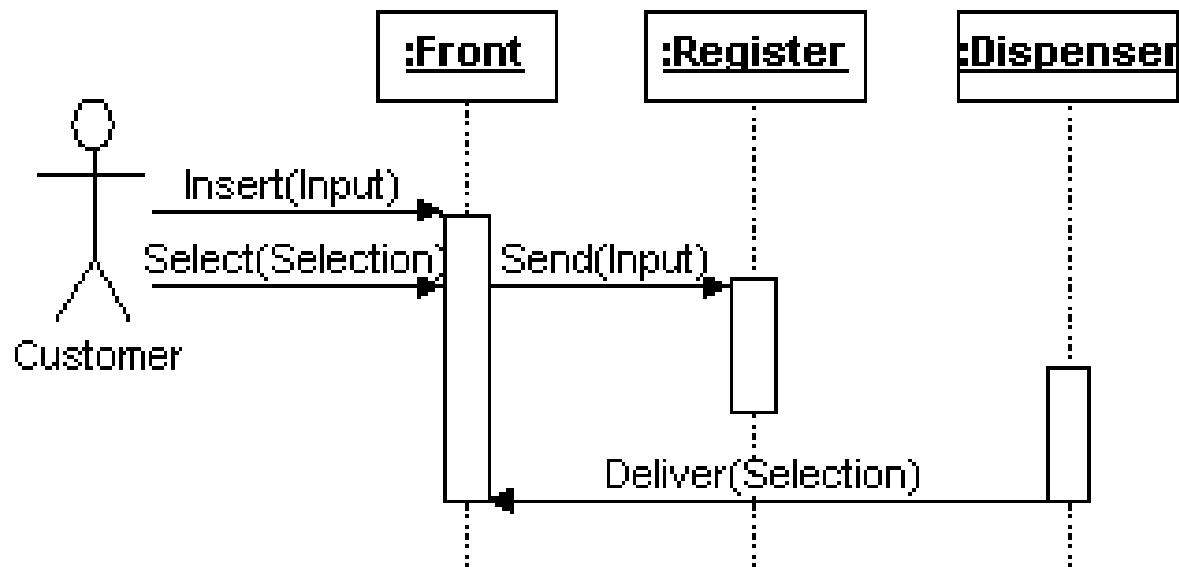 :Front
:Register
:Dispenser
Insert(Input)
Select(Selection)
Send(Input)
Customer
Deliver(Selection)